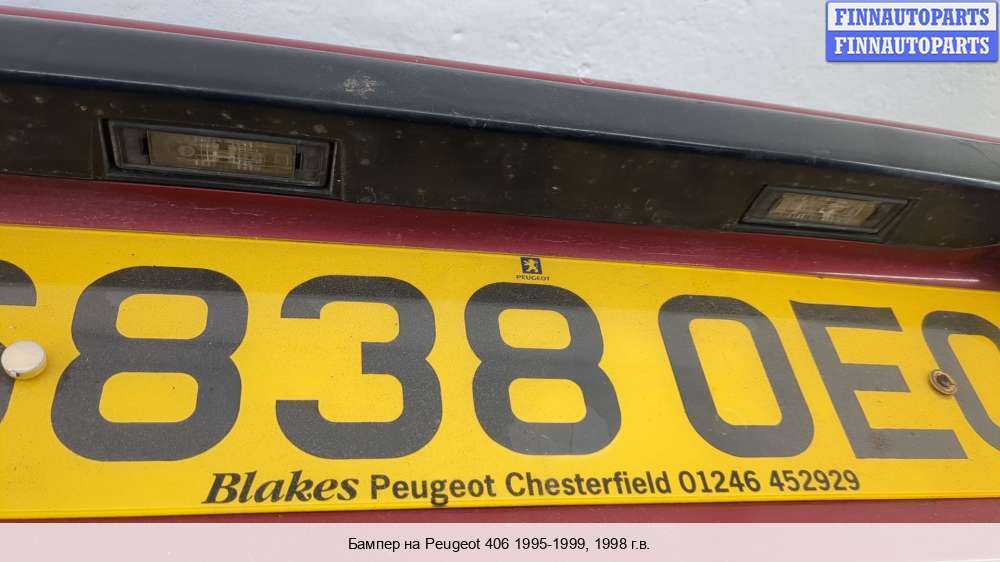 FINNAUTOPARTS
FINNAUTOPARTS
PEUGEOT
838 OE
Blakes Peugeot Chesterfield 01246 452929
Бампер на Peugeot 406 1995-1999, 1998 г.в.